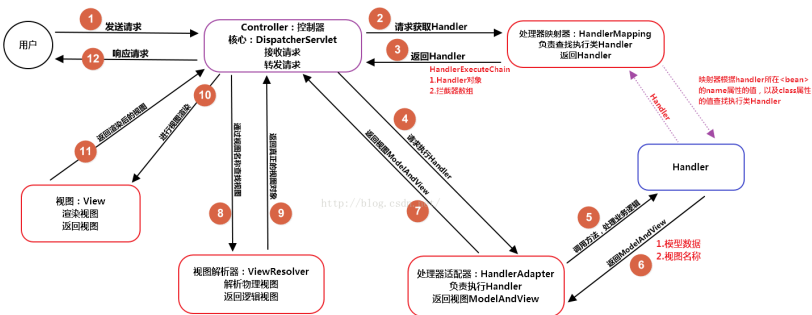 1
发送请求
用户
12
响应请求
Controller：控制器
核心：DispatcherServlet
接收请求
转发请求
2
请求获取Handler
3
返回Handler
HandlerExecuteChain
1.Handler对象
2.拦截器数组
处理器映射器：HandlerMapping
负责查找执行类Handler
返回Handler
映射器根据handler所在<bean>
的name属性的值，以及class属性
的值查找执行类Handler
Handler
Handler
10
进行视图渲染
11
返回渲染后的视图
视图：View
渲染视图
返回视图
通过视图名称查找视图
8
返回真正的视图对象
9
视图解析器：ViewResolver
解析物理视图
返回逻辑视图
4
请求执行Handler
返回视图ModelAndView
7
处理器适配器：HandlerAdapter
负责执行Handler
返回视图ModelAndView
5
调用方法，处理业务逻辑
返回ModelAndView
6
1.模型数据
2.视图名称